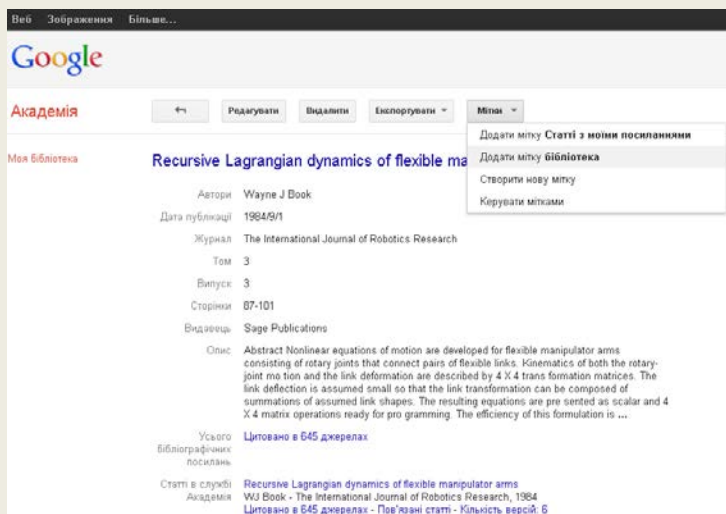 Веб Зображення Більше...
Google
Академія
Редагувати Видалити Експортувати Мітки
Додати мітку Статті з моїми посиланнями
Додати мітку бібліотека
Створити нову мітку
Керувати мітками
Моя бібліотека
Recursive Lagrangian dynamics of flexible ma
Автори Wayne J Book
Дата публікації 1984/9/1
Журнал The International Journal of Robotics Research
Том 3
Випуск 3
Сторінки 87-101
Видавець Sage Publications
Опис Abstract Nonlinear equations of motion are developed for flexible manipulator arms
consisting of rotary joints that connect pairs of flexible links. Kinematics of both the rotary-
joint mo tion and the link deformation are described by 4 X 4 trans formation matrices. The
link deflection is assumed small so that the link transformation can be composed of
summations of assumed link shapes. The resulting equations are pre sented as scalar and 4
X 4 matrix operations ready for pro gramming. The efficiency of this formulation is ...
Усього Цитовано в 645 джерелах
бібліографічних
посилань
Статті в службі Recursive Lagrangian dynamics of flexible manipulator arms
Академія WJ Book - The International Journal of Robotics Research, 1984
Цитовано в 645 джерелах - Пов'язані статті - Кількість версій: 6